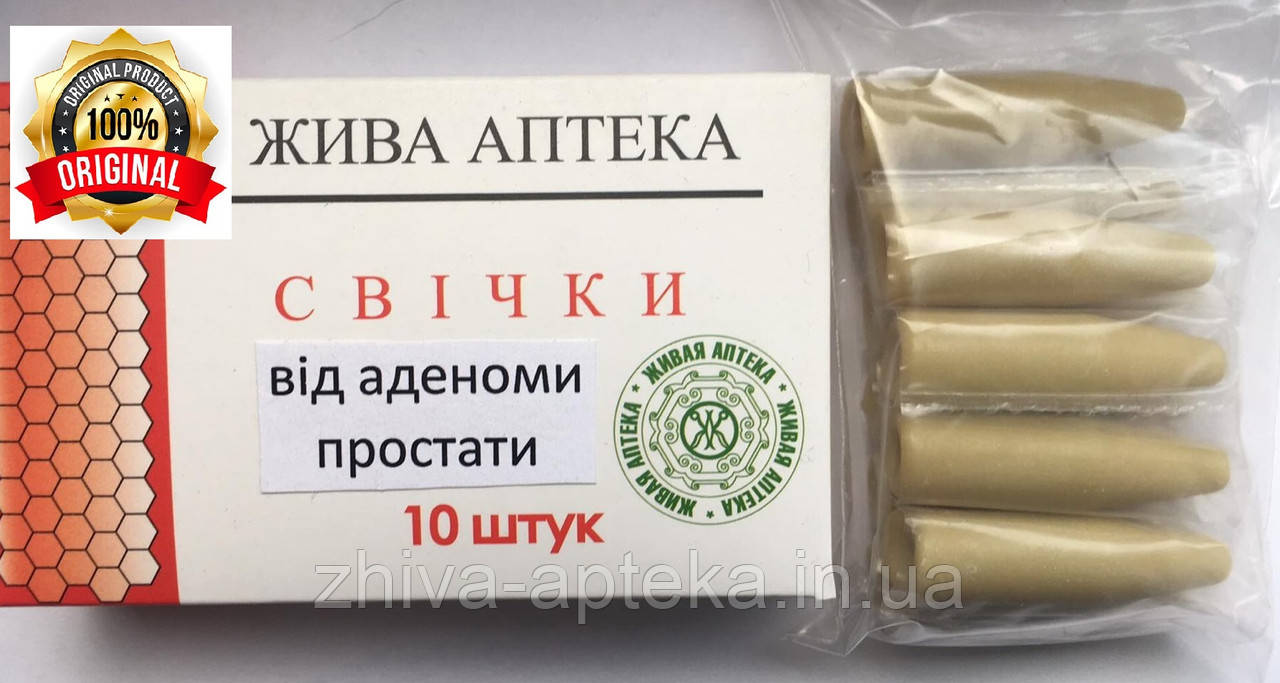 ORIGINAL PRODUCT
100%
ORIGINAL
ЖИВА АПТЕКА
СВІЧКИ
від аденоми
простати
10 штук
* ЖИВАЯ АПТЕКА * ЖИВАЯ АПТЕКА * ЖИВАЯ АПТЕКА
zhiva-apteka.in.ua